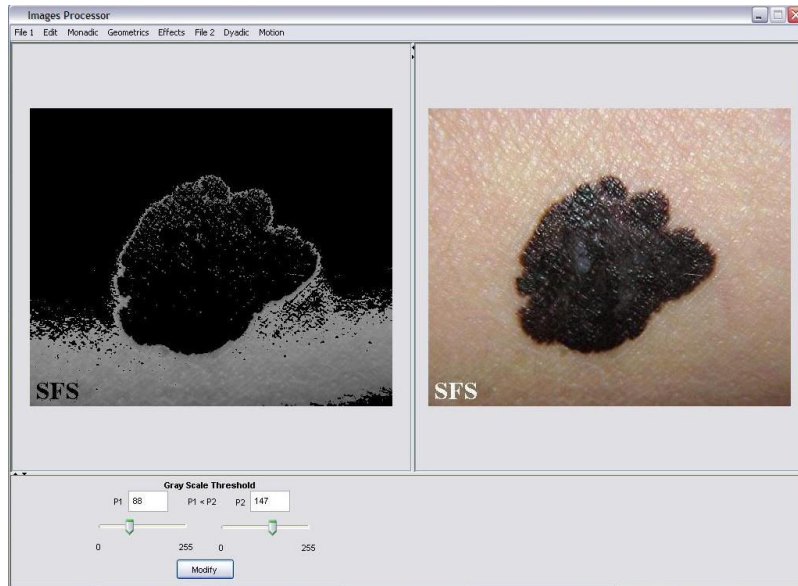 Images Processor
File 1 Edit Monadic Geometrics Effects File 2 Dyadic Motion
SFS
SFS
Gray Scale Threshold
P1 88 P1 < P2 P2 147
0 255 0 255
Modify